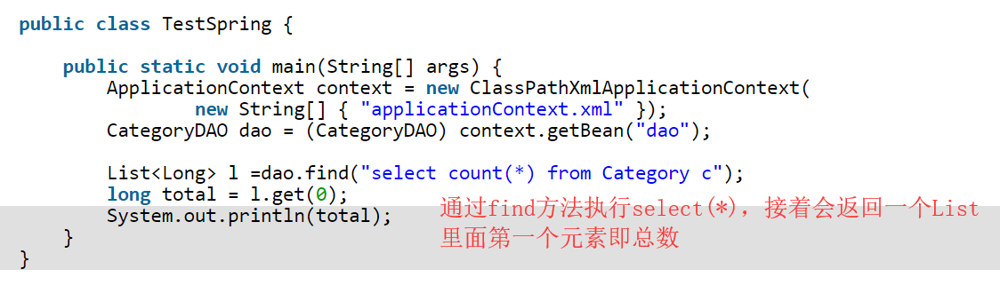 public class TestSpring {
public static void main(String[] args) {
ApplicationContext context = new ClassPathXmlApplicationContext(
new String[] { "applicationContext.xml" });
CategoryDAO dao = (CategoryDAO) context.getBean("dao");
List<Long> l =dao.find("select count(*) from Category c");
long total = l.get(0);
System.out.println(total);
}
}
通过find方法执行select(*)，接着会返回一个List
里面第一个元素即总数